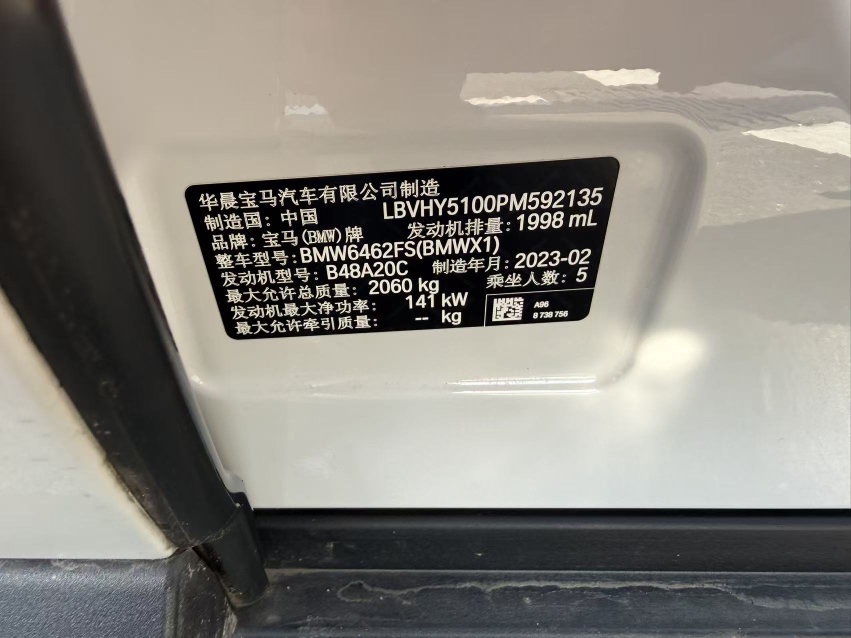 华晨宝马汽车有限公司制造
制造国: 中国 LBVHY5100PM592135
品牌: 宝马(BMW)牌 发动机排量: 1998 mL
整车型号: BMW6462FS(BMWX1)
发动机型号: B48A20C 制造年月: 2023-02
最大允许总质量: 2060 kg 乘坐人数: 5
发动机最大净功率: 141 kW
最大允许牵引质量: -- kg
A96
8 738 756